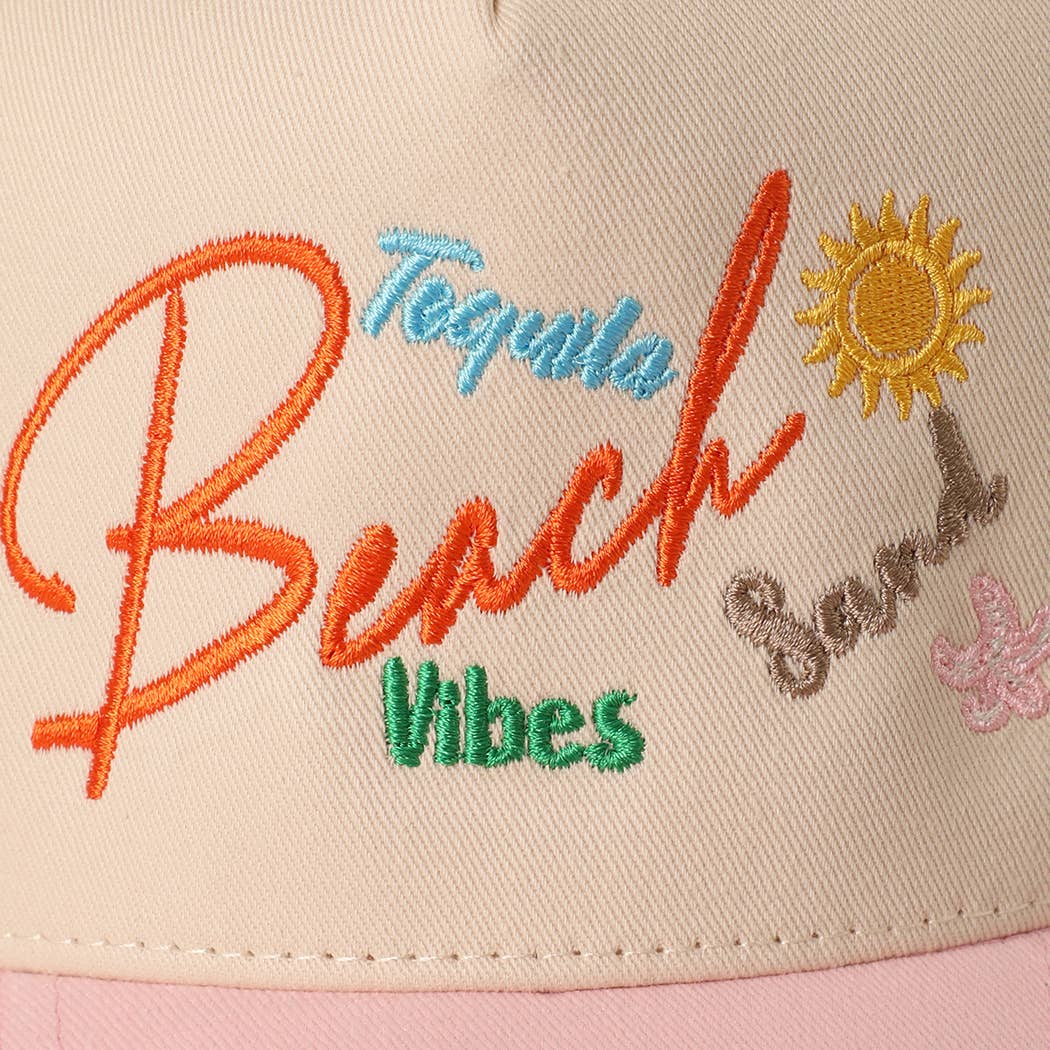 Tequila
Beach
Sand
Vibes